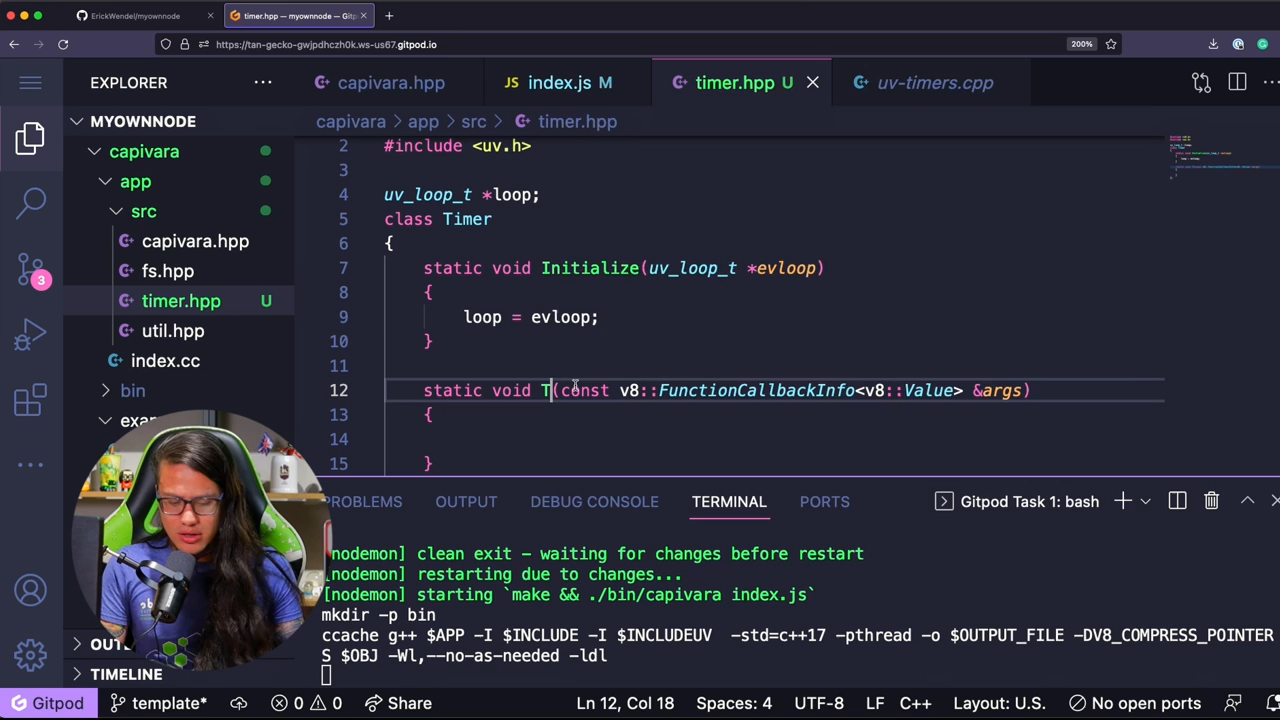 ErickWendel/myownnode
timer.hpp — myownnode — Gitp
https://tan-gecko-gwjpdhczh0k.ws-us67.gitpod.io
200%
EXPLORER
capivara.hpp
JS index.js M
timer.hpp U
uv-timers.cpp
MYOWNNODE
capivara > app > src > timer.hpp
capivara
app
src
capivara.hpp
fs.hpp
timer.hpp U
util.hpp
index.cc
bin
3
2 #include <uv.h>
3
4 uv_loop_t *loop;
5 class Timer
6 {
7 static void Initialize(uv_loop_t *evloop)
8 {
9 loop = evloop;
10 }
11
12 static void T(const v8::FunctionCallbackInfo<v8::Value> &args)
13 {
14
15 }
PROBLEMS OUTPUT DEBUG CONSOLE TERMINAL PORTS
Gitpod Task 1: bash
[nodemon] clean exit - waiting for changes before restart
[nodemon] restarting due to changes...
[nodemon] starting `make && ./bin/capivara index.js`
mkdir -p bin
ccache g++ $APP -I $INCLUDE -I $INCLUDEUV -std=c++17 -pthread -o $OUTPUT_FILE -DV8_COMPRESS_POINTER
S $OBJ -Wl,--no-as-needed -ldl
TIMELINE
Gitpod template* 0 0 Share Ln 12, Col 18 Spaces: 4 UTF-8 LF C++ Layout: U.S. No open ports